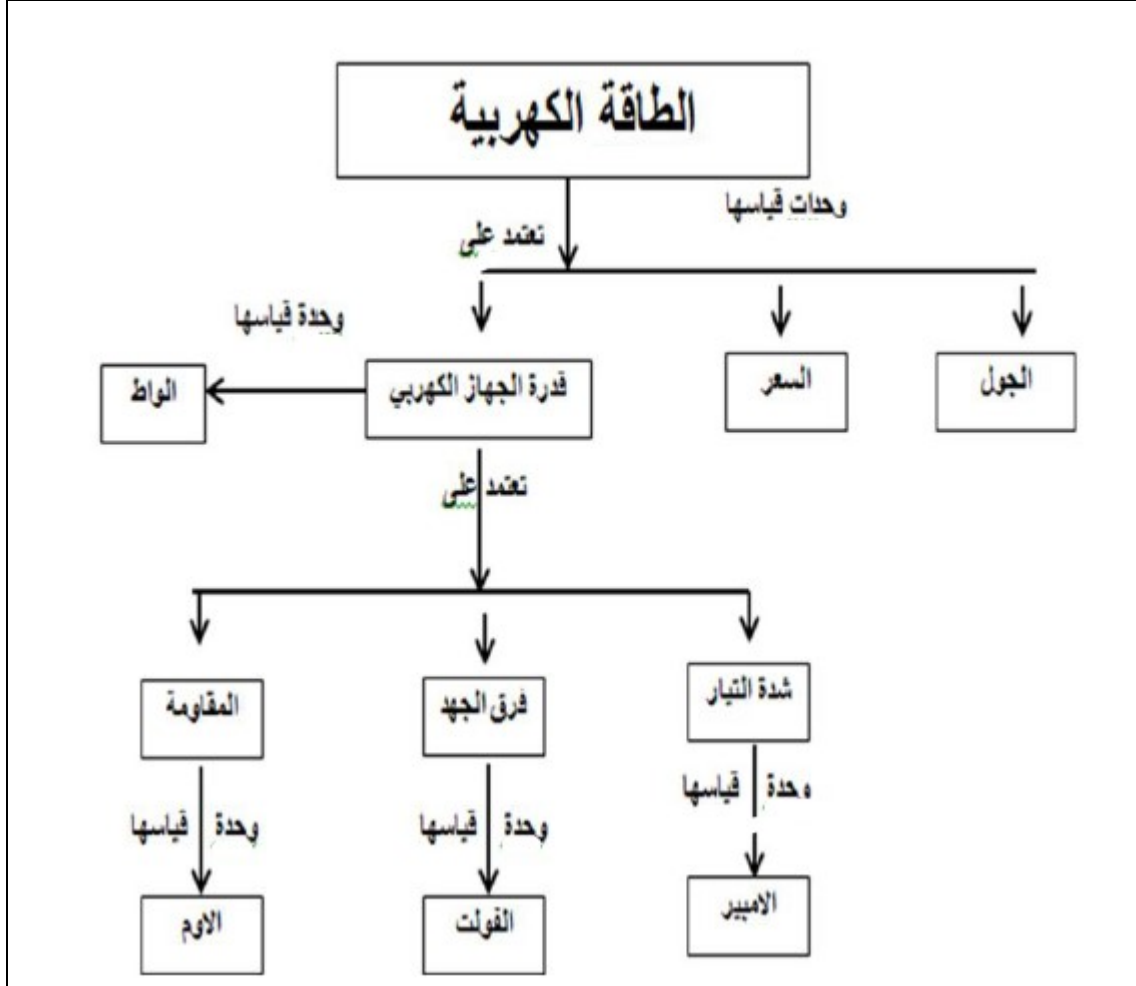 الطاقة الكهربية
وحدات قياسها
تعتمد على
وحدة قياسها
الجول
السعر
قدرة الجهاز الكهربي
الواط
تعتمد على
شدة التيار
فرق الجهد
المقاومة
وحدة قياسها
وحدة قياسها
وحدة قياسها
الامبير
الفولت
الاوم